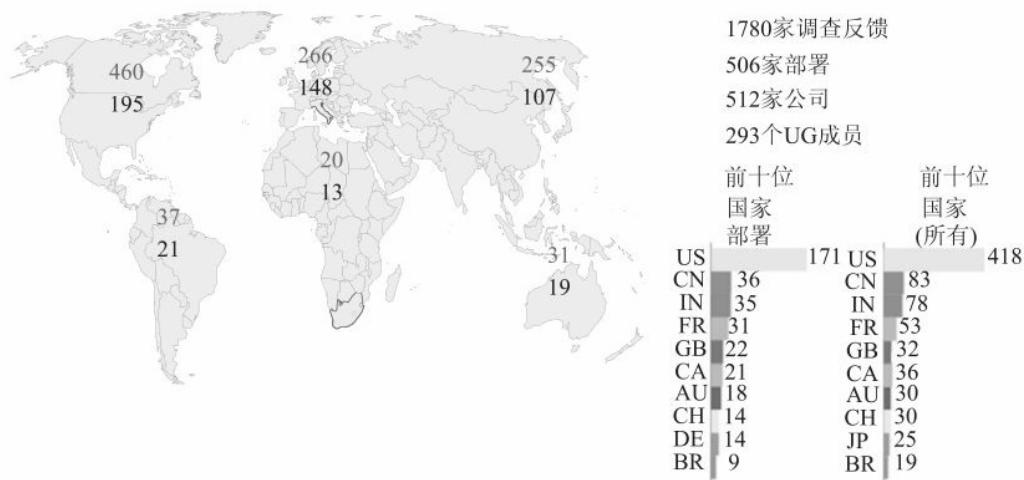 460
195
266
148
255
107
20
13
37
21
31
19
1780家调查反馈
506家部署
512家公司
293个UG成员
前十位
国家
部署
US 171
CN 36
IN 35
FR 31
GB 22
CA 21
AU 18
CH 14
DE 14
BR 9
前十位
国家
(所有)
US 418
CN 83
IN 78
FR 53
GB 32
CA 36
AU 30
CH 30
JP 25
BR 19